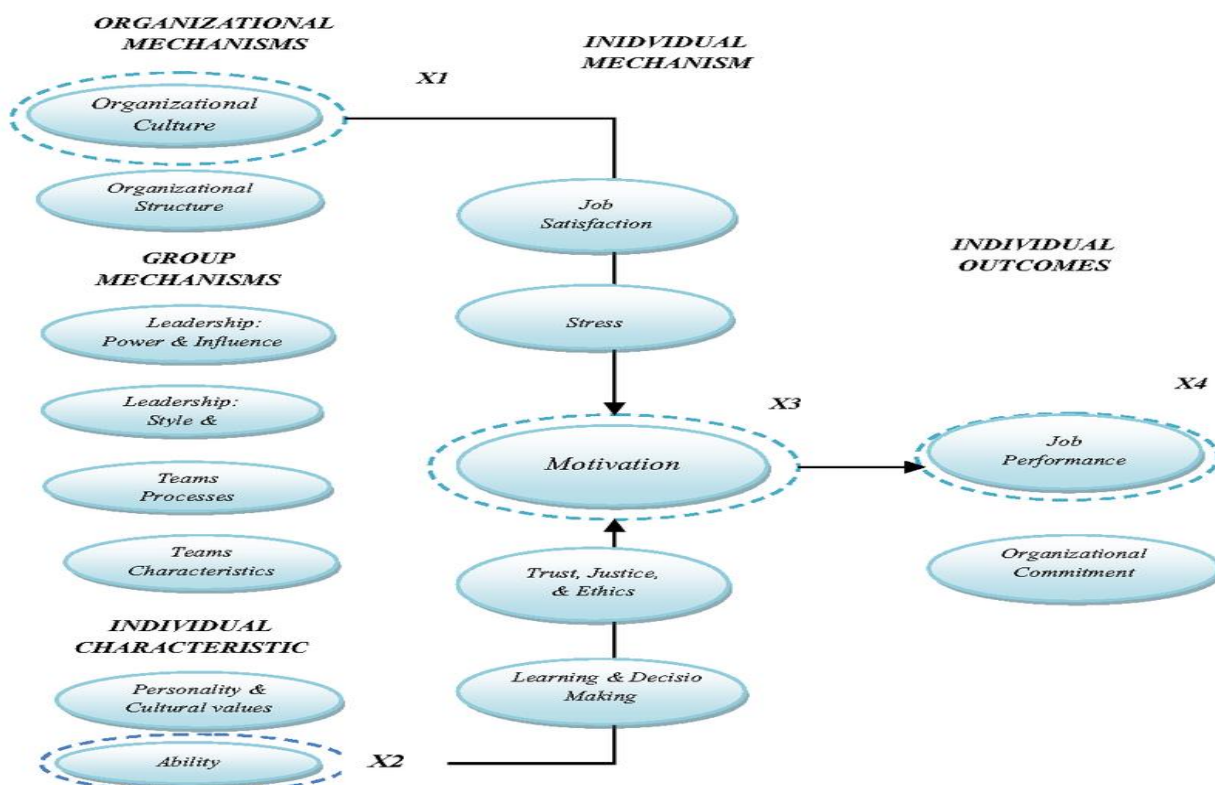 ORGANIZATIONAL
MECHANISMS
X1
INIDVIDUAL
MECHANISM
Organizational
Culture
Organizational
Structure
GROUP
MECHANISMS
Leadership:
Power & Influence
Leadership:
Style &
Teams
Processes
Teams
Characteristics
INDIVIDUAL
CHARACTERISTIC
Personality &
Cultural values
Ability
X2
Job
Satisfaction
Stress
X3
Motivation
Trust, Justice,
& Ethics
Learning & Decisio
Making
INDIVIDUAL
OUTCOMES
X4
Job
Performance
Organizational
Commitment